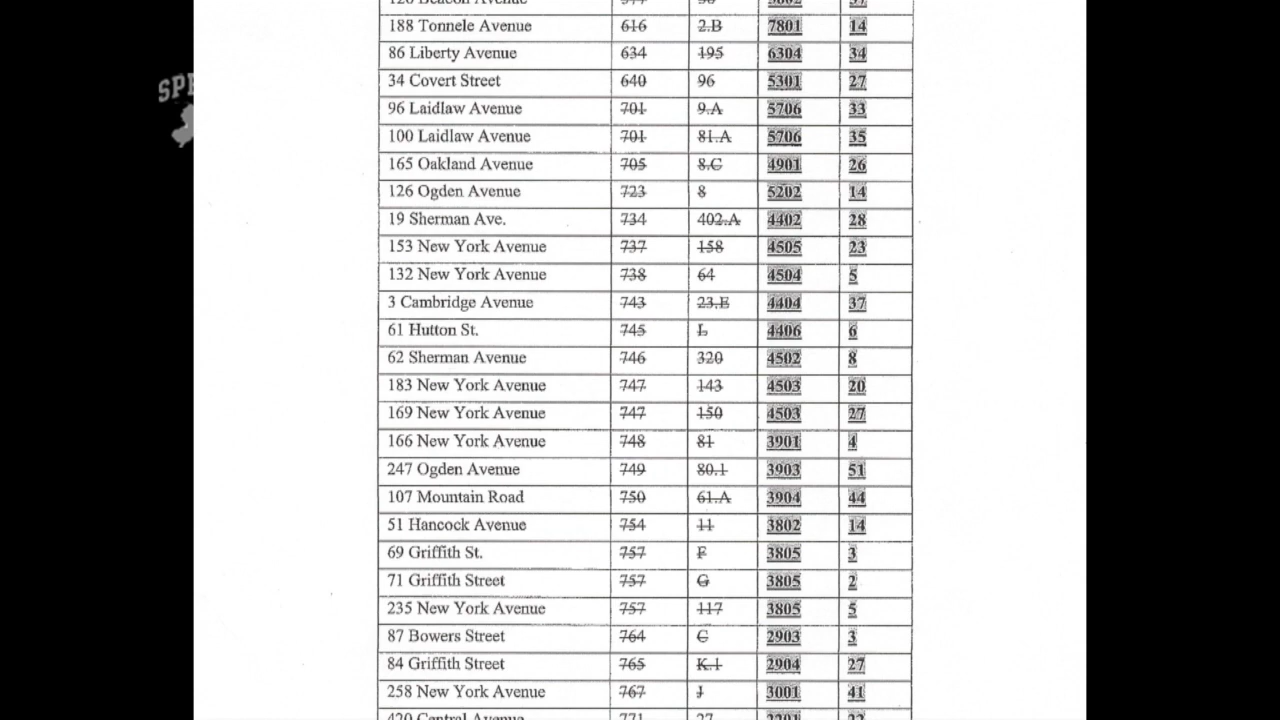 SPE
188 Tonnele Avenue 616 2.B 7801 14
86 Liberty Avenue 634 195 6304 34
34 Covert Street 640 96 5301 27
96 Laidlaw Avenue 701 9.A 5706 33
100 Laidlaw Avenue 701 81.A 5706 35
165 Oakland Avenue 705 8.C 4901 26
126 Ogden Avenue 723 8 5202 14
19 Sherman Ave. 734 402.A 4402 28
153 New York Avenue 737 158 4505 23
132 New York Avenue 738 64 4504 5
3 Cambridge Avenue 743 23.E 4404 37
61 Hutton St. 745 L 4406 6
62 Sherman Avenue 746 320 4502 8
183 New York Avenue 747 143 4503 20
169 New York Avenue 747 150 4503 27
166 New York Avenue 748 81 3901 4
247 Ogden Avenue 749 80.1 3903 51
107 Mountain Road 750 61.A 3904 44
51 Hancock Avenue 754 11 3802 14
69 Griffith St. 757 F 3805 3
71 Griffith Street 757 G 3805 2
235 New York Avenue 757 117 3805 5
87 Bowers Street 764 C 2903 3
84 Griffith Street 765 K.1 2904 27
258 New York Avenue 767 J 3001 41
420 Central Avenue 771 27